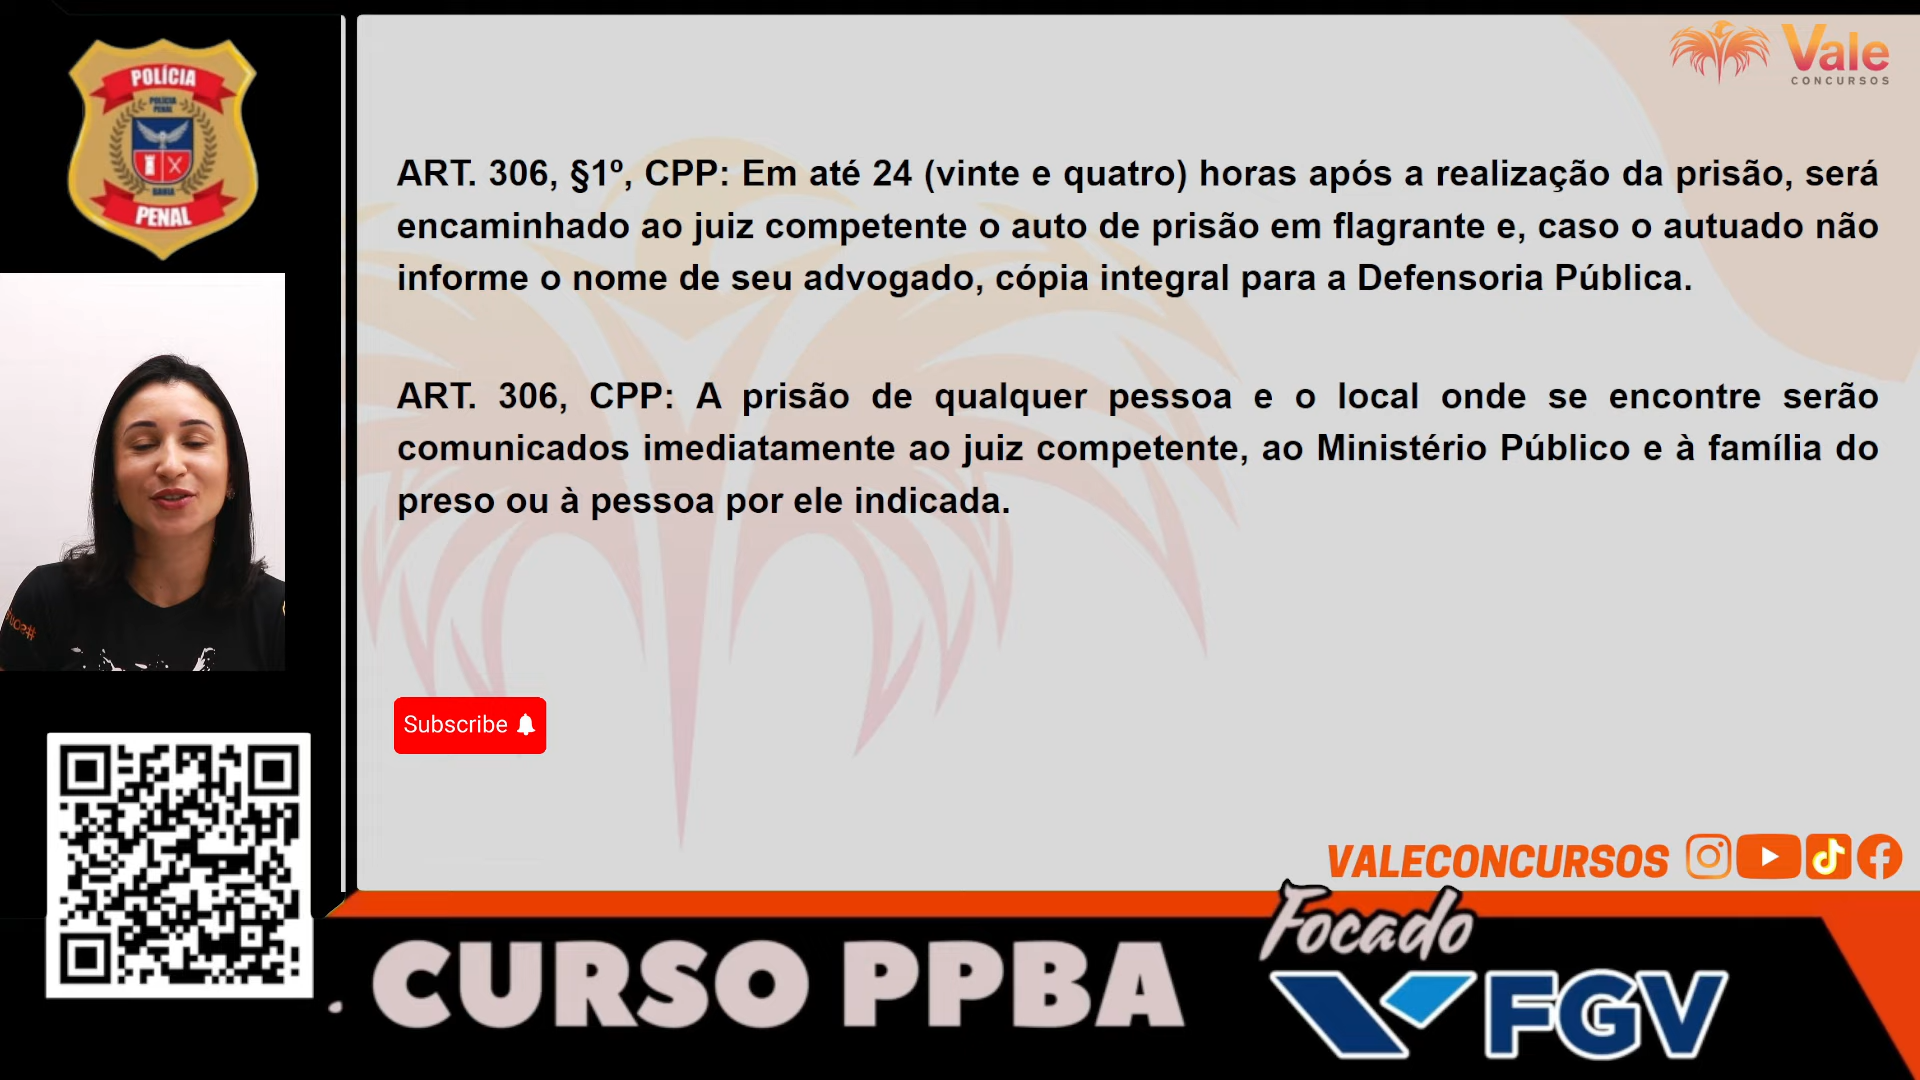 POLÍCIA
POLÍCIA
PENAL
BAHIA
PENAL
Vale
CONCURSOS
ART. 306, §1º, CPP: Em até 24 (vinte e quatro) horas após a realização da prisão, será
encaminhado ao juiz competente o auto de prisão em flagrante e, caso o autuado não
informe o nome de seu advogado, cópia integral para a Defensoria Pública.
ART. 306, CPP: A prisão de qualquer pessoa e o local onde se encontre serão
comunicados imediatamente ao juiz competente, ao Ministério Público e à família do
preso ou à pessoa por ele indicada.
Subscribe
VALECONCURSOS
. CURSO PPBA
Focado
FGV